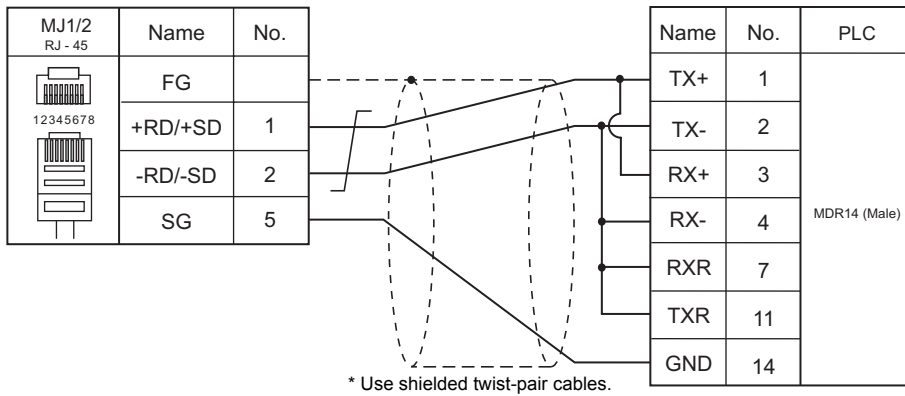 MJ1/2 Name No.
RJ - 45
FG
12345678
+RD/+SD 1
-RD/-SD 2
SG 5
Name No. PLC
TX+ 1
TX- 2
RX+ 3
RX- 4
MDR14 (Male)
RXR 7
TXR 11
GND 14
* Use shielded twist-pair cables.